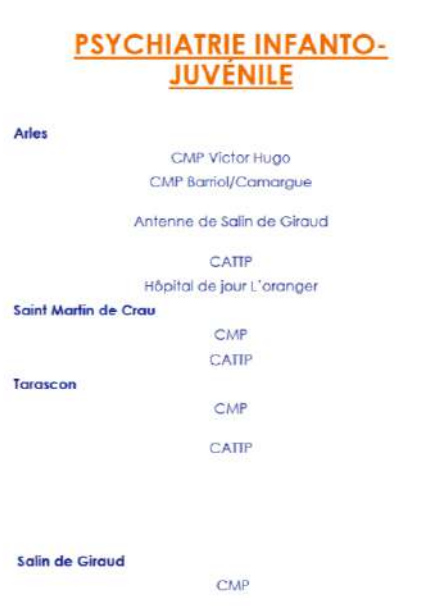 PSYCHIATRIE INFANTO-
JUVÉNILE
Arles
CMP Victor Hugo
CMP Barriol/Camargue
Antenne de Salin de Giraud
CATTP
Hôpital de jour L'oranger
Saint Martin de Crau
CMP
CATTP
Tarascon
CMP
CATTP
Salin de Giraud
CMP